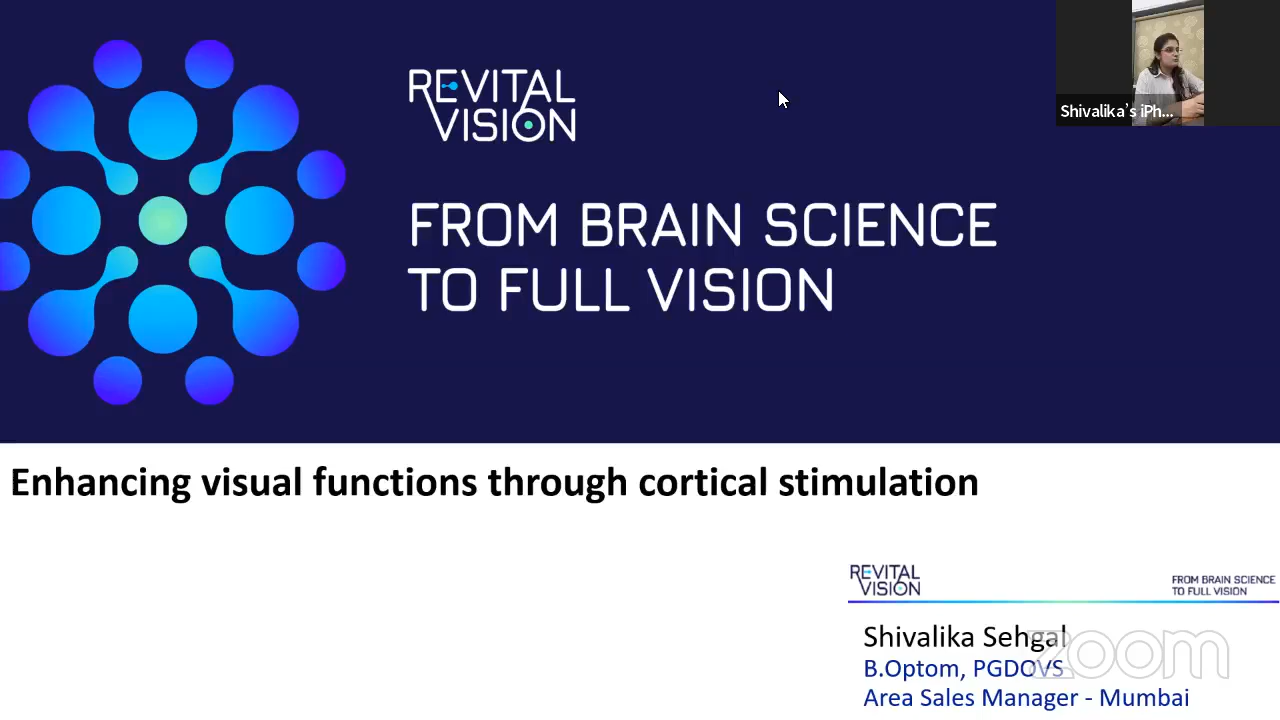 REVITAL
VISION
Shivalika's iPh...
FROM BRAIN SCIENCE
TO FULL VISION
Enhancing visual functions through cortical stimulation
REVITAL
VISION
FROM BRAIN SCIENCE
TO FULL VISION
Shivalika Sehgal
zoom
B.Optom, PGDOVS
Area Sales Manager - Mumbai